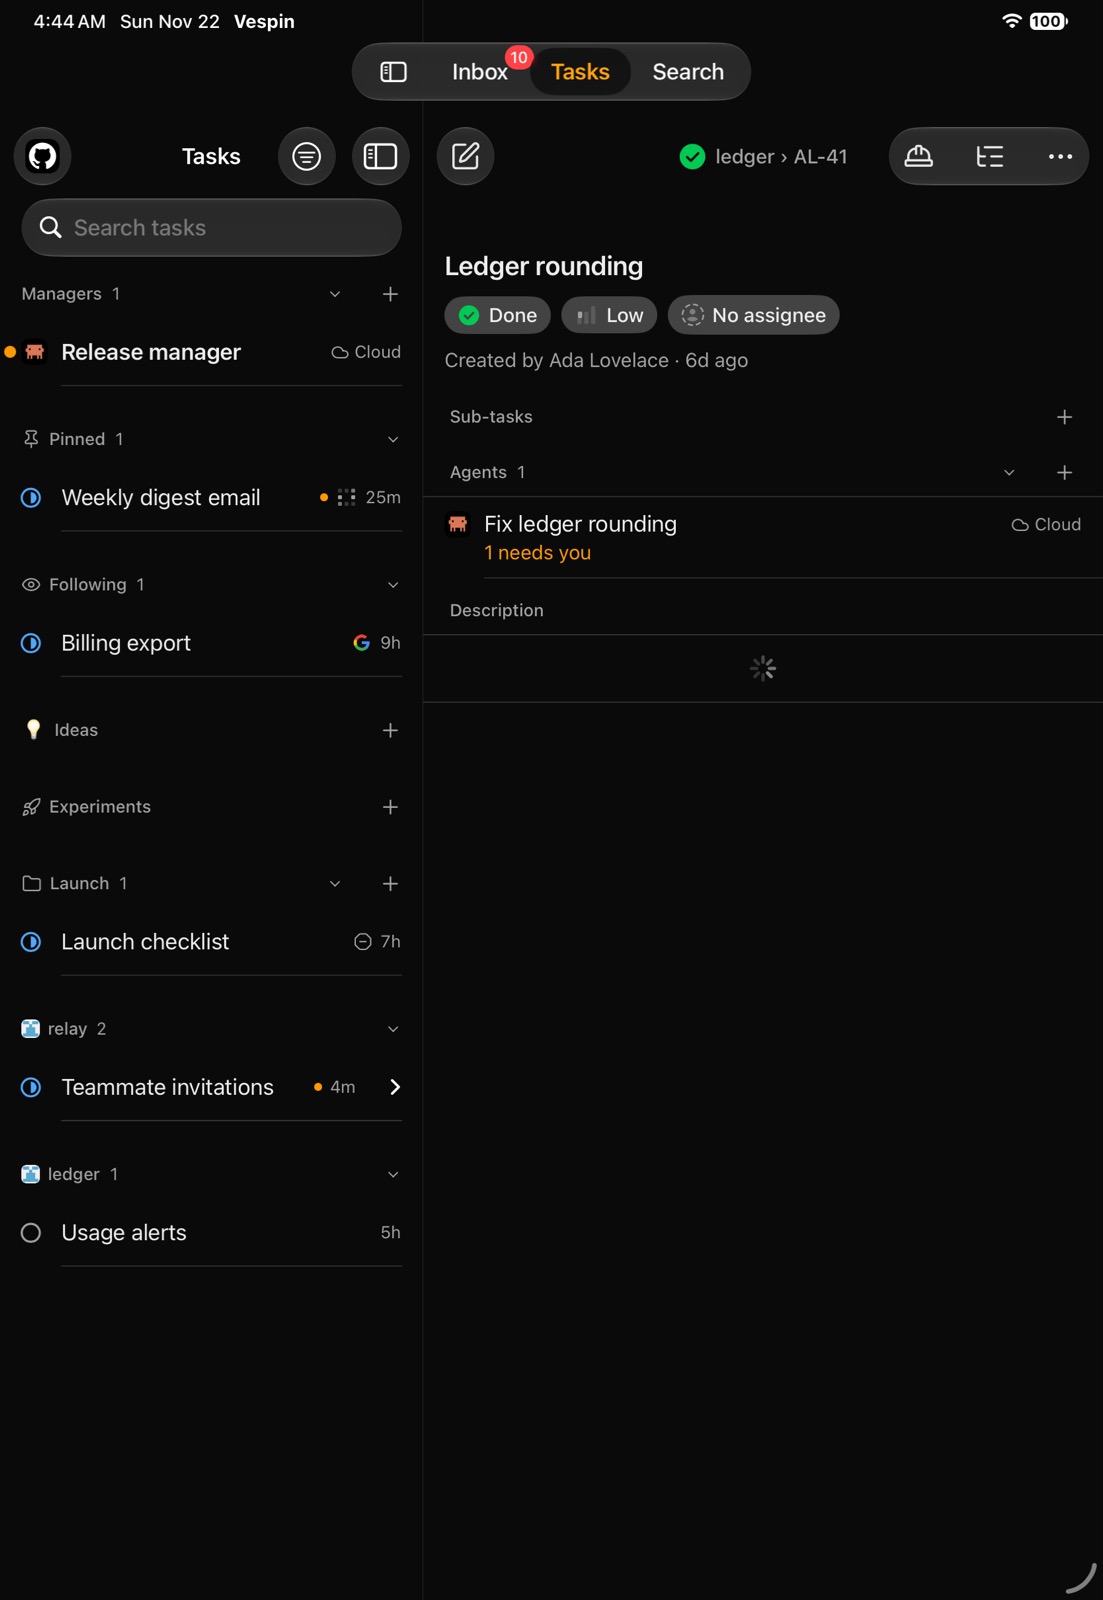 4:44 AM Sun Nov 22 Vespin
100
Inbox 10 Tasks Search
Tasks
Search tasks
Managers 1
Release manager Cloud
Pinned 1
Weekly digest email 25m
Following 1
Billing export 9h
Ideas
Experiments
Launch 1
Launch checklist 7h
relay 2
Teammate invitations 4m
ledger 1
Usage alerts 5h
ledger › AL-41
Ledger rounding
Done Low No assignee
Created by Ada Lovelace · 6d ago
Sub-tasks
Agents 1
Fix ledger rounding Cloud
1 needs you
Description